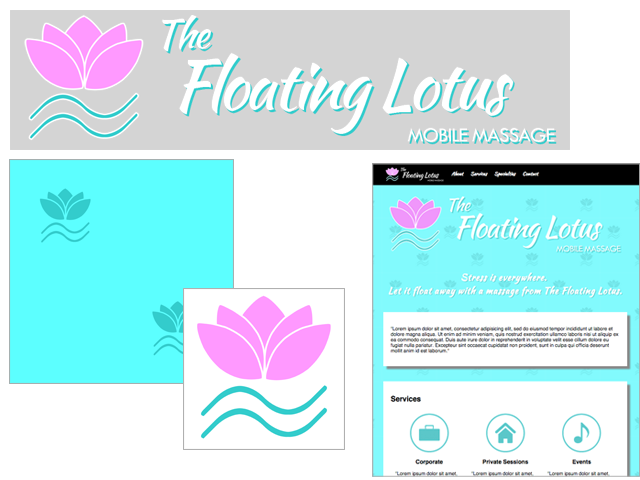 The
Floating Lotus
MOBILE MASSAGE
The
Floating Lotus
About Services Specialties Contact
The
Floating Lotus
MOBILE MASSAGE
Stress is everywhere.
Let it float away with a massage from The Floating Lotus.
"Lorem ipsum dolor sit amet, consectetur adipisicing elit, sed do eiusmod tempor incididunt ut labore et
dolore magna aliqua. Ut enim ad minim veniam, quis nostrud exercitation ullamco laboris nisi ut aliquip ex
ea commodo consequat. Duis aute irure dolor in reprehenderit in voluptate velit esse cillum dolore eu
fugiat nulla pariatur. Excepteur sint occaecat cupidatat non proident, sunt in culpa qui officia deserunt
mollit anim id est laborum."
Services
Corporate Private Sessions Events
"Lorem ipsum dolor sit amet, "Lorem ipsum dolor sit amet, "Lorem ipsum dolor sit amet,